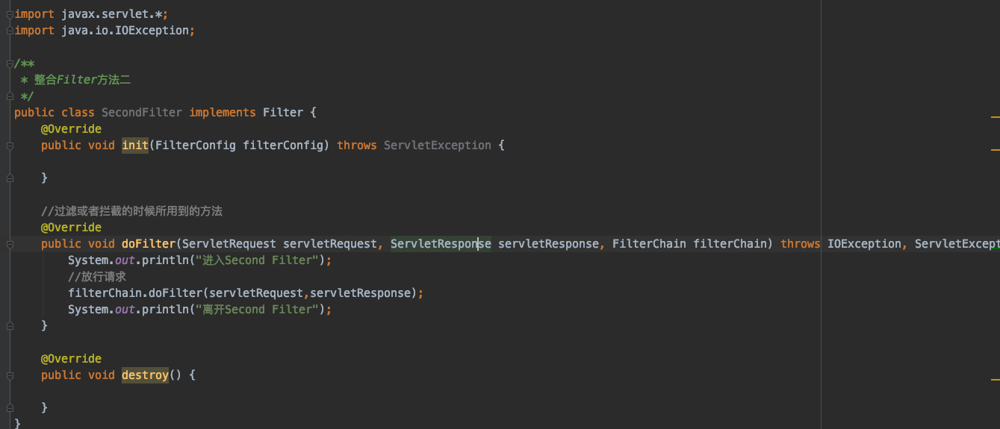 import javax.servlet.*;
import java.io.IOException;
/**
* 整合Filter方法二
*/
public class SecondFilter implements Filter {
@Override
public void init(FilterConfig filterConfig) throws ServletException {
}
//过滤或者拦截的时候所用到的方法
@Override
public void doFilter(ServletRequest servletRequest, ServletResponse servletResponse, FilterChain filterChain) throws IOException, ServletExcept
System.out.println("进入Second Filter");
//放行请求
filterChain.doFilter(servletRequest,servletResponse);
System.out.println("离开Second Filter");
}
@Override
public void destroy() {
}
}